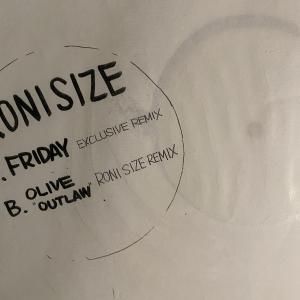 RONI SIZE
. FRIDAY EXCLUSIVE REMIX
B. OLIVE
"OUTLAW" RONI SIZE REMIX